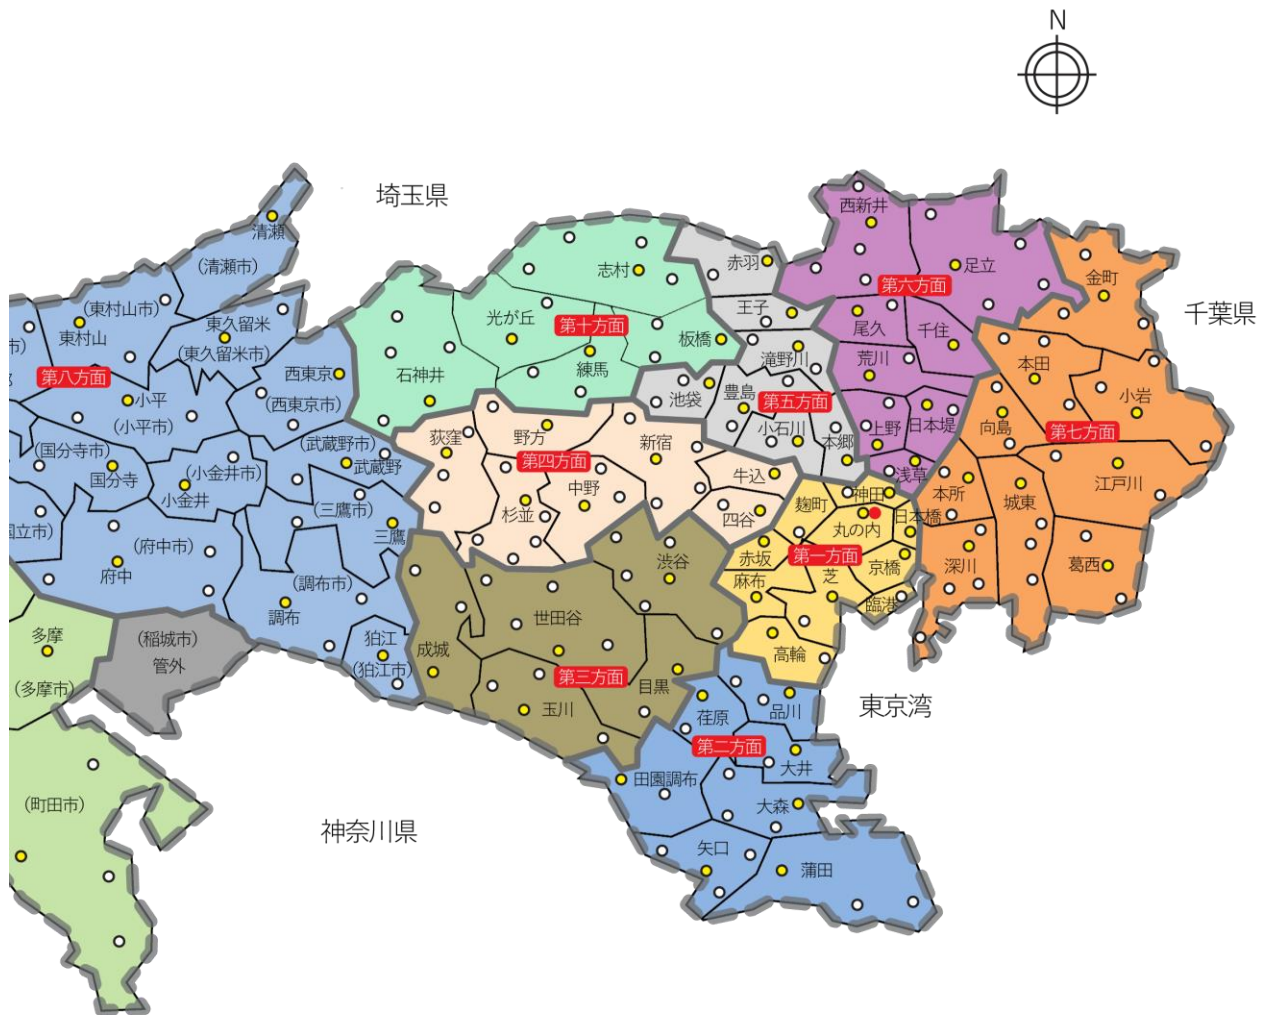 N
埼玉県
千葉県
東京湾
神奈川県
清瀬
(清瀬市)
(東村山市)
東村山
市)
第八方面
東久留米
(東久留米市)
西東京
(西東京市)
小平
(小平市)
(国分寺市)
国分寺
(小金井市)
小金井
(武蔵野市)
武蔵野
(三鷹市)
三鷹
国立市)
(府中市)
府中
(調布市)
調布
狛江
(狛江市)
多摩
(多摩市)
(稲城市)
管外
(町田市)
志村
光が丘
第十方面
板橋
練馬
石神井
赤羽
王子
滝野川
池袋
豊島
第五方面
小石川
本郷
西新井
足立
第六方面
尾久
千住
荒川
上野
日本堤
浅草
金町
本田
小岩
向島
第七方面
江戸川
本所
城東
深川
葛西
荻窪
野方
新宿
第四方面
牛込
中野
杉並
四谷
麹町
神田
丸の内
日本橋
赤坂
第一方面
京橋
麻布
芝
臨港
高輪
渋谷
世田谷
成城
第三方面
目黒
玉川
荏原
品川
第二方面
大井
田園調布
大森
矢口
蒲田